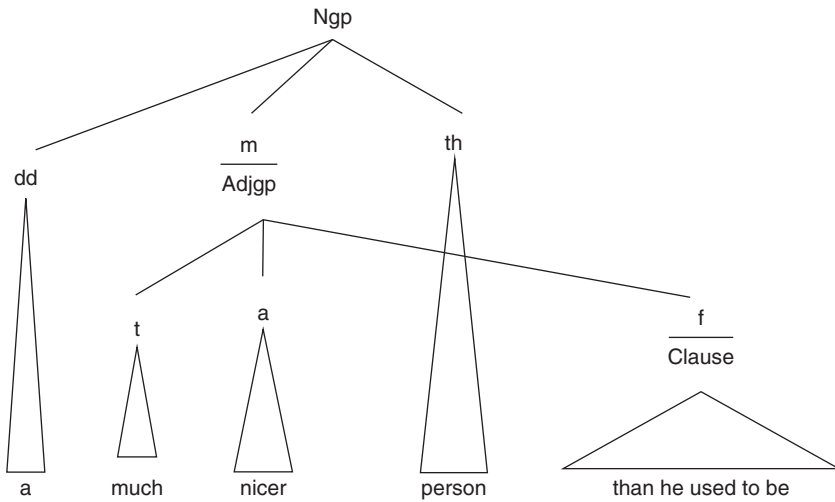 Ngp
m
th
dd
Adjgp
t
a
f
Clause
a
much
nicer
person
than he used to be